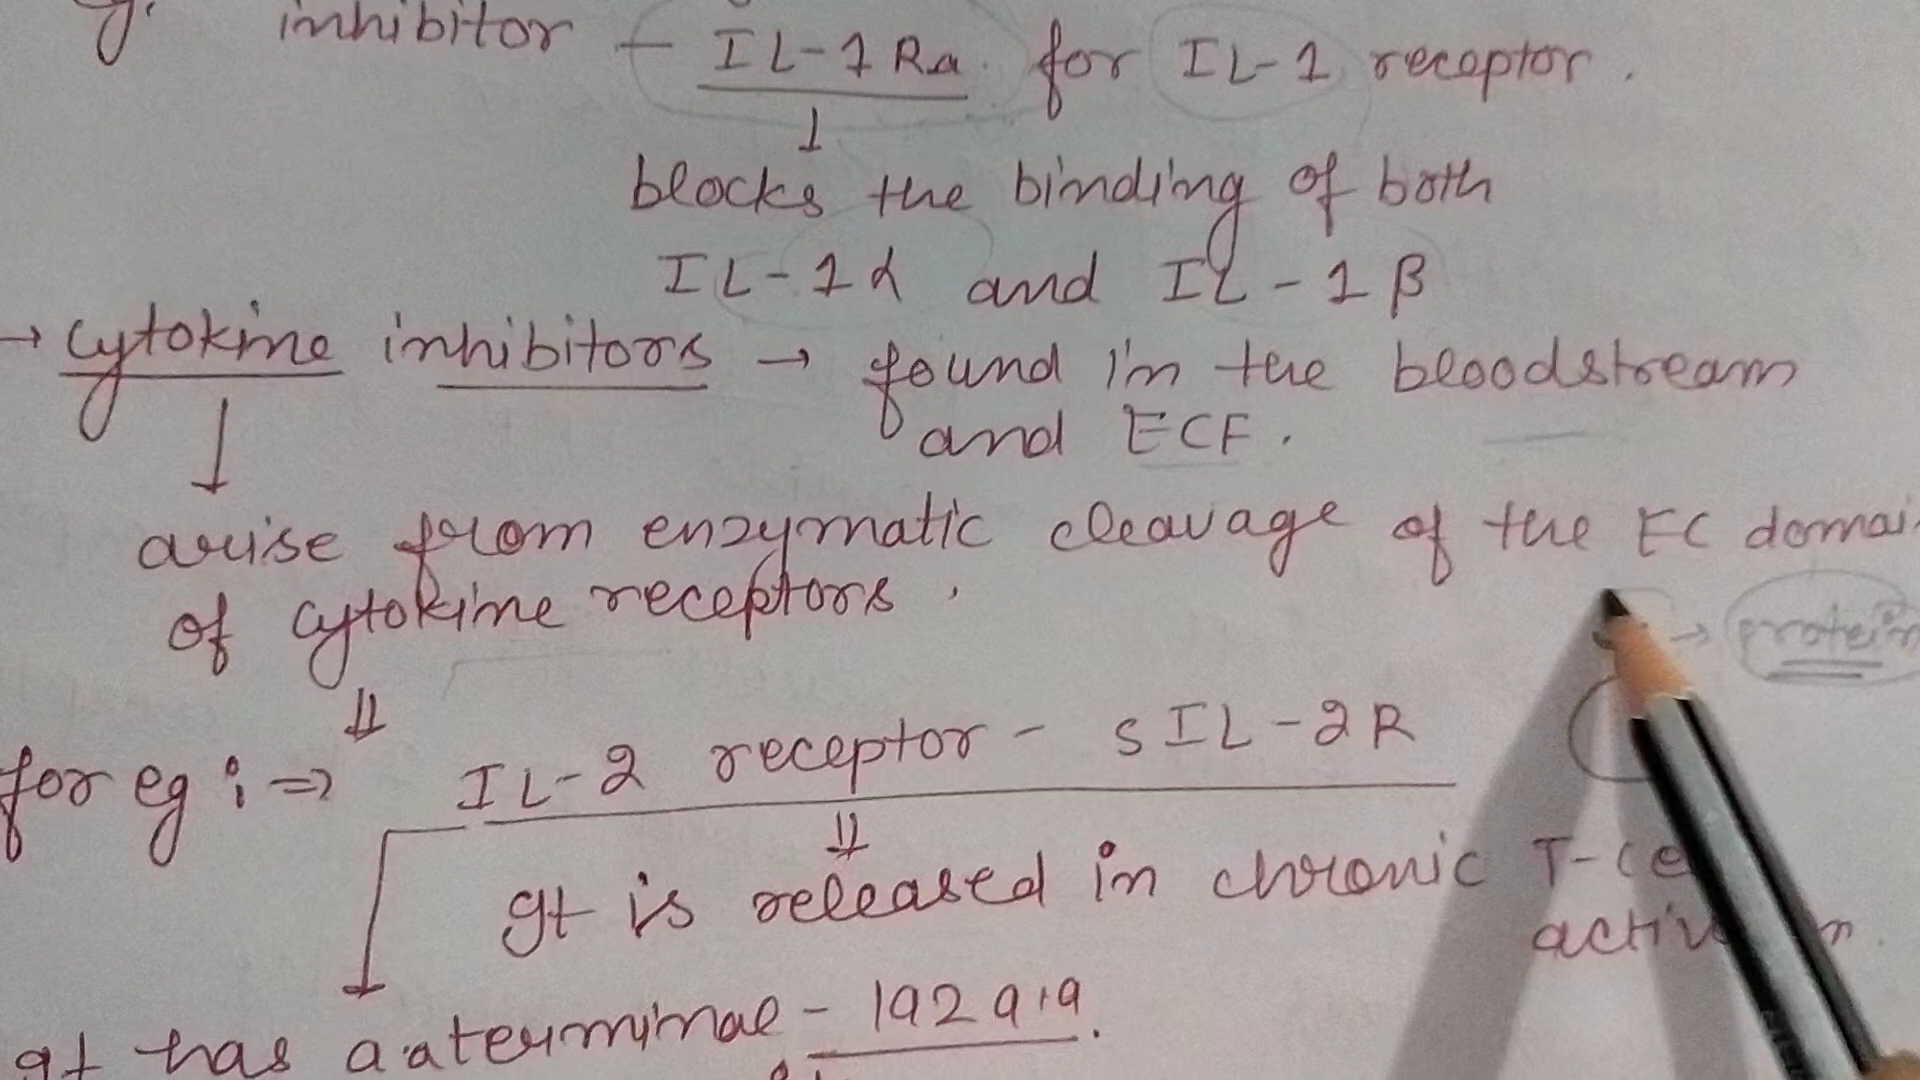 inhibitor – IL-1Ra for IL-1 receptor.
↓
blocks the binding of both
IL-1α and IL-1β
→ Cytokine inhibitors → found in the bloodstream
and ECF.
↓
arise from enzymatic cleavage of the EC domai
of cytokine receptors.
→ protein
⇓
for eg : ⇒ IL-2 receptor - sIL-2R
⇓
It is released in chronic T-ce
activ n.
It has a.a terminal - 192 a.a.